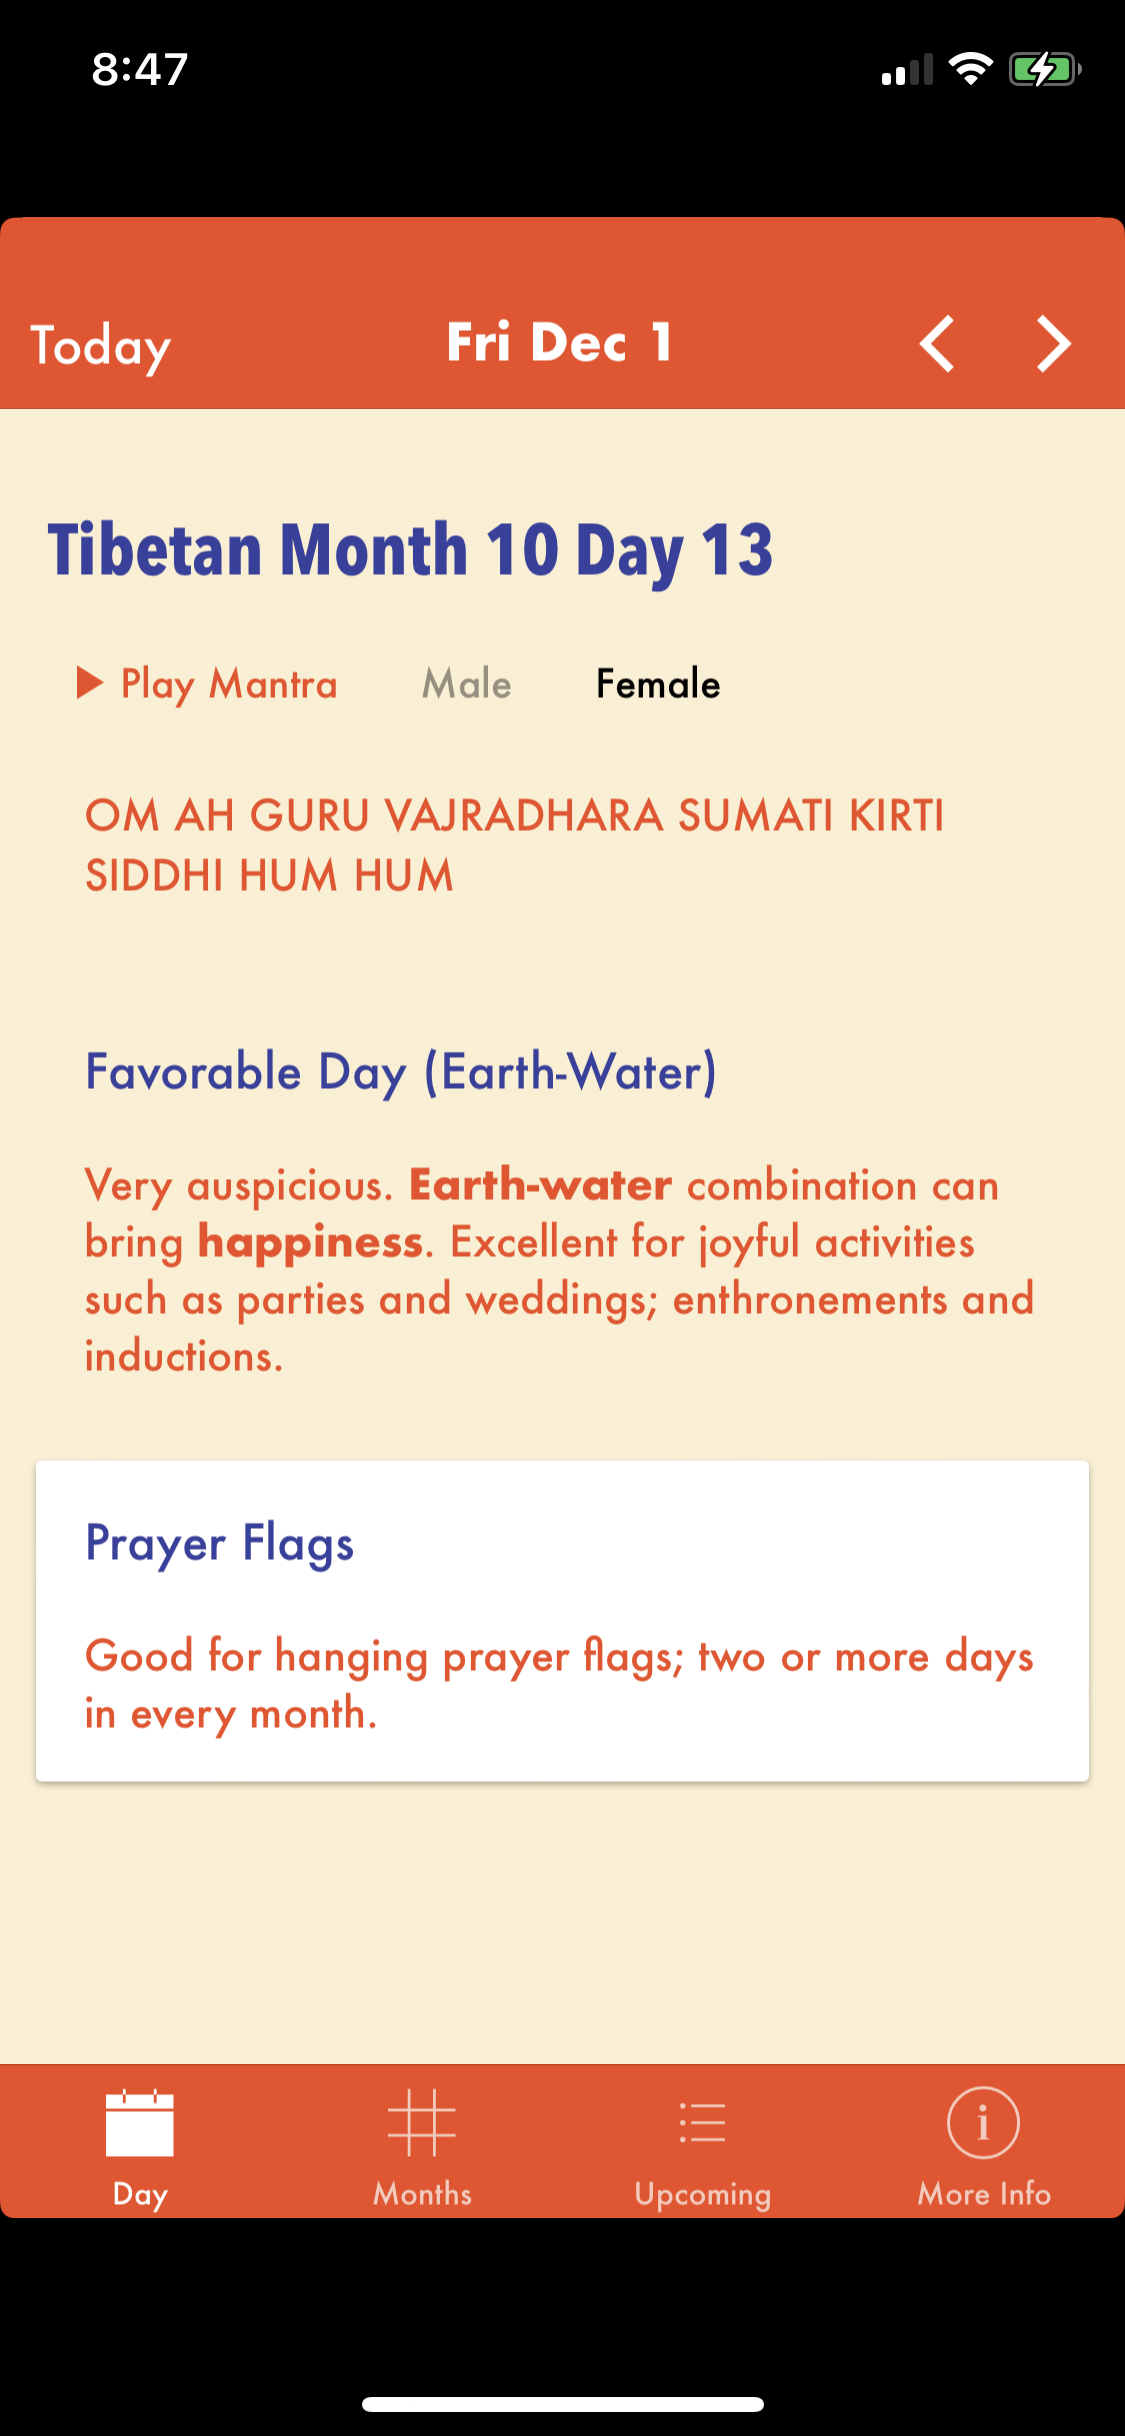 8:47
Today
Fri Dec 1
Tibetan Month 10 Day 13
Play Mantra
Male
Female
OM AH GURU VAJRADHARA SUMATI KIRTI
SIDDHI HUM HUM
Favorable Day (Earth-Water)
Very auspicious. Earth-water combination can
bring happiness. Excellent for joyful activities
such as parties and weddings; enthronements and
inductions.
Prayer Flags
Good for hanging prayer flags; two or more days
in every month.
Day
Months
Upcoming
More Info